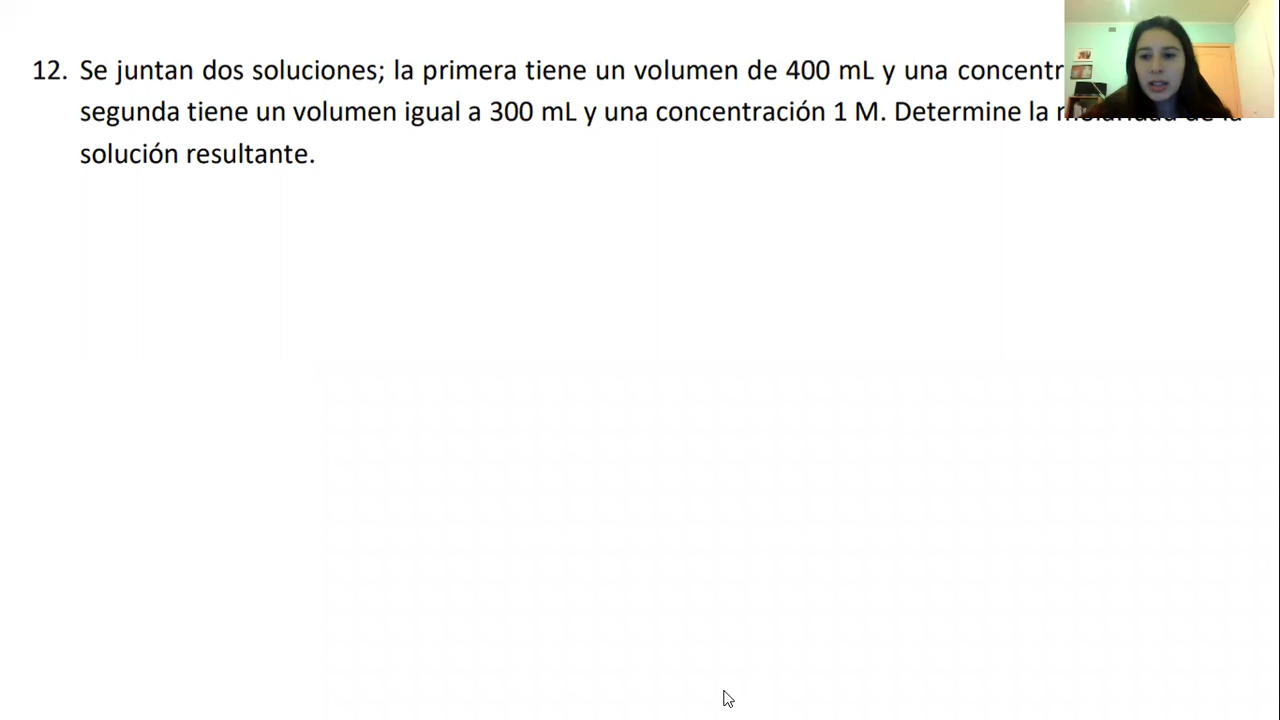 12. Se juntan dos soluciones; la primera tiene un volumen de 400 mL y una
segunda tiene un volumen igual a 300 mL y una concentración 1 M. Determine la
solución resultante.